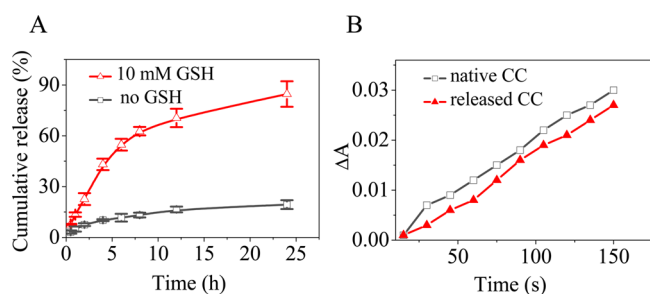 A
Cumulative release (%)
90
60
30
0
10 mM GSH
no GSH
0
5
10
15
20
25
Time (h)
B
ΔA
0.03
0.02
0.01
0.00
native CC
released CC
50
100
150
Time (s)